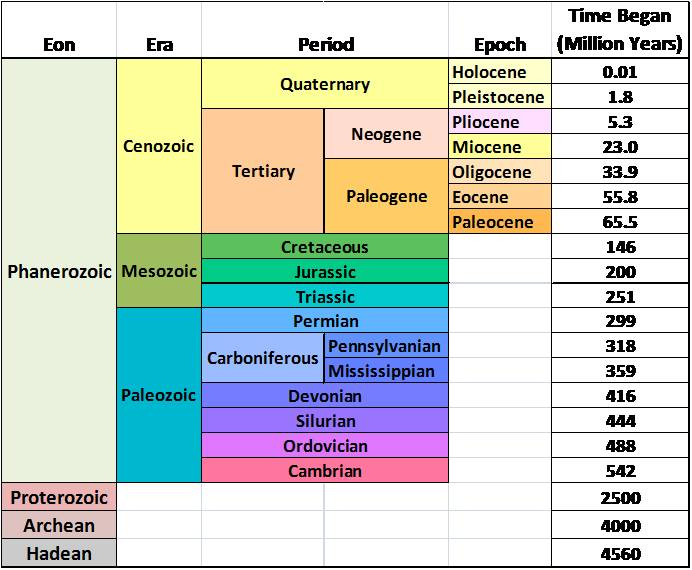 Eon Era Period Epoch Time Began (Million Years)
Phanerozoic Cenozoic Quaternary Holocene 0.01
Pleistocene 1.8
Tertiary Neogene Pliocene 5.3
Miocene 23.0
Paleogene Oligocene 33.9
Eocene 55.8
Paleocene 65.5
Mesozoic Cretaceous 146
Jurassic 200
Triassic 251
Paleozoic Permian 299
Carboniferous Pennsylvanian 318
Mississippian 359
Devonian 416
Silurian 444
Ordovician 488
Cambrian 542
Proterozoic 2500
Archean 4000
Hadean 4560